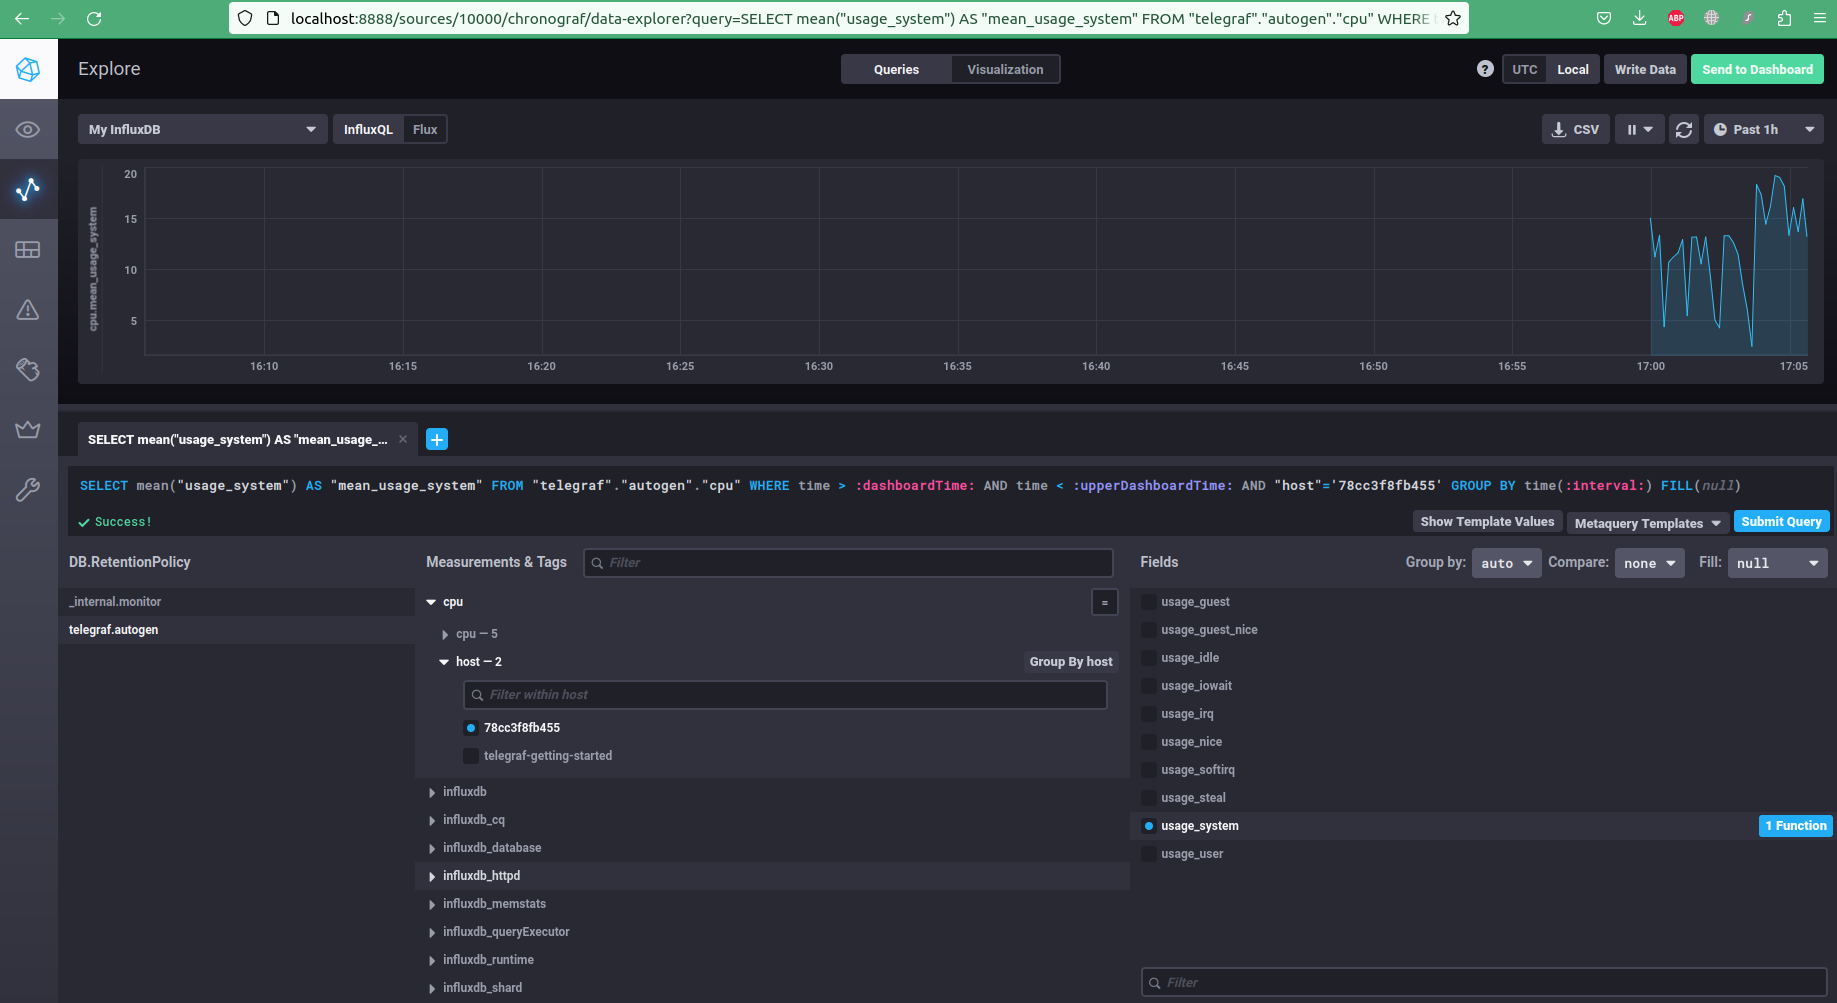 localhost:8888/sources/10000/chronograf/data-explorer?query=SELECT mean("usage_system") AS "mean_usage_system" FROM "telegraf"."autogen"."cpu" WHERE
ABP
Explore
Queries Visualization
? UTC Local Write Data Send to Dashboard
My InfluxDB InfluxQL Flux
CSV Past 1h
cpu.mean_usage_system
20
15
10
5
16:10 16:15 16:20 16:25 16:30 16:35 16:40 16:45 16:50 16:55 17:00 17:05
SELECT mean("usage_system") AS "mean_usage_... × +
SELECT mean("usage_system") AS "mean_usage_system" FROM "telegraf"."autogen"."cpu" WHERE time > :dashboardTime: AND time < :upperDashboardTime: AND "host"='78cc3f8fb455' GROUP BY time(:interval:) FILL(null)
Success!
Show Template Values Metaquery Templates Submit Query
DB.RetentionPolicy
_internal.monitor
telegraf.autogen
Measurements & Tags Filter
cpu =
cpu — 5
host — 2 Group By host
Filter within host
78cc3f8fb455
telegraf-getting-started
influxdb
influxdb_cq
influxdb_database
influxdb_httpd
influxdb_memstats
influxdb_queryExecutor
influxdb_runtime
influxdb_shard
Fields Group by: auto Compare: none Fill: null
usage_guest
usage_guest_nice
usage_idle
usage_iowait
usage_irq
usage_nice
usage_softirq
usage_steal
usage_system 1 Function
usage_user
Filter